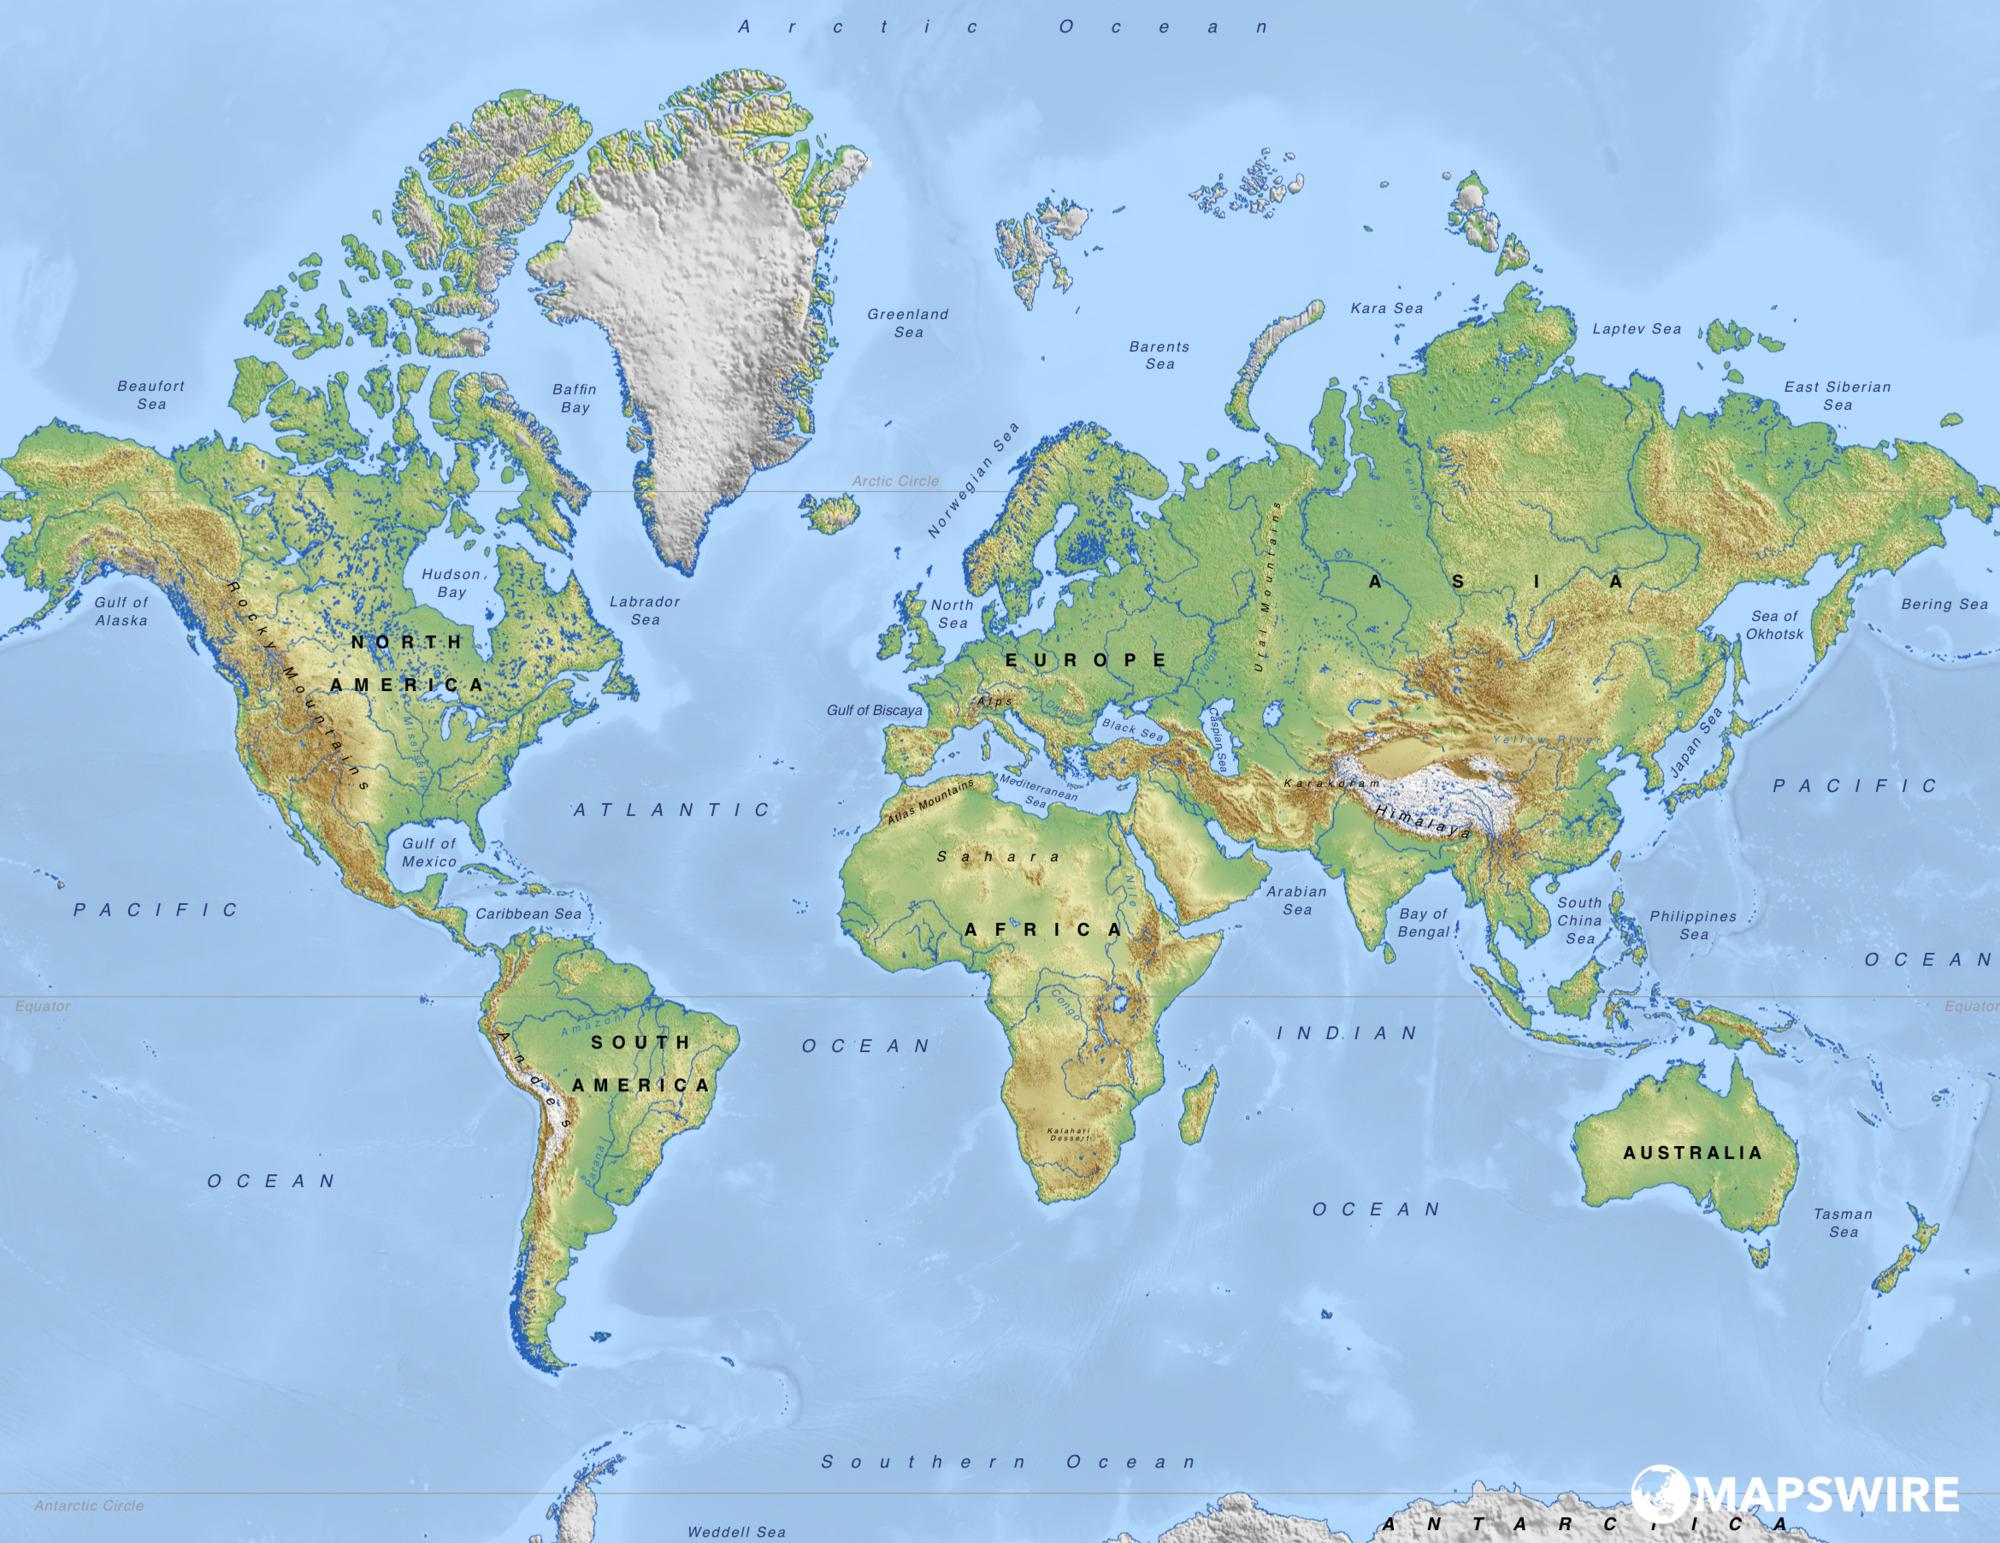 Arctic Ocean
Greenland
Sea
Kara Sea
Laptev Sea
Barents
Sea
Beaufort
Sea
Baffin
Bay
East Siberian
Sea
Norwegian Sea
Arctic Circle
Yenisei
Ural Mountains
ASIA
Hudson
Bay
Gulf of
Alaska
Labrador
Sea
North
Sea
Bering Sea
Sea of
Okhotsk
Rocky Mountains
NORTH
AMERICA
EUROPE
Volga
Amur
Gulf of Biscaya
Alps
Danube
Black Sea
Caspian Sea
Mississippi
Yellow River
Japan Sea
Karakoram
Himalaya
Yangtze
PACIFIC
ATLANTIC
Atlas Mountains
Mediterranean
Sea
Gulf of
Mexico
Sahara
Nile
Arabian
Sea
Bay of
Bengal
South
China
Sea
Philippines
Sea
PACIFIC
Caribbean Sea
AFRICA
OCEAN
Equator
Equator
Congo
Amazon
SOUTH
AMERICA
Andes
OCEAN
INDIAN
Kalahari
Dessert
Paraná
AUSTRALIA
OCEAN
OCEAN
Tasman
Sea
Southern Ocean
Antarctic Circle
Weddell Sea
MAPSWIRE
ANTARCTICA